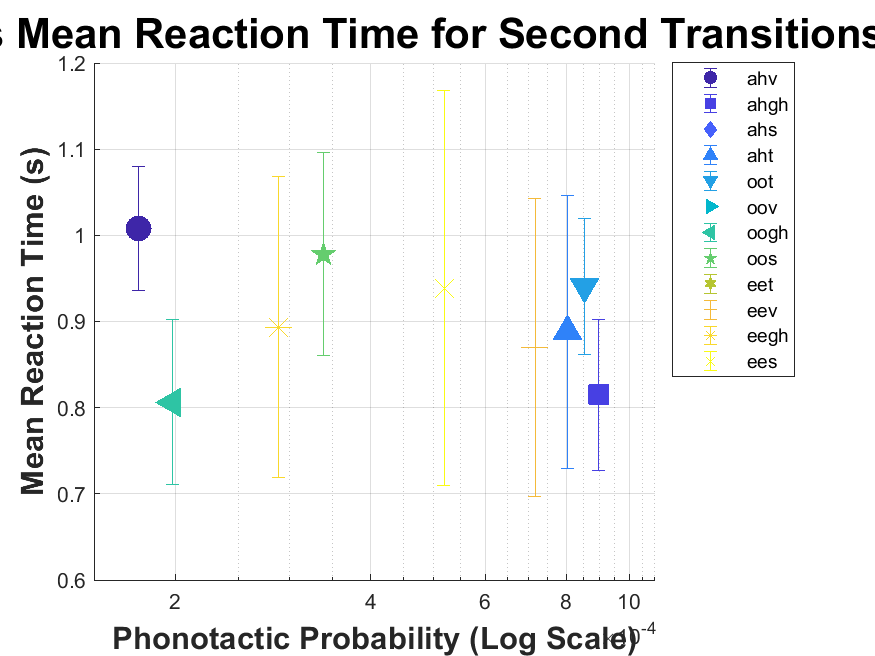 s Mean Reaction Time for Second Transitions
1.2
1.1
1
0.9
0.8
0.7
0.6
Mean Reaction Time (s)
2
4
6
8
10
Phonotactic Probability (Log Scale)
×10-4
ahv
ahgh
ahs
aht
oot
oov
oogh
oos
eet
eev
eegh
ees